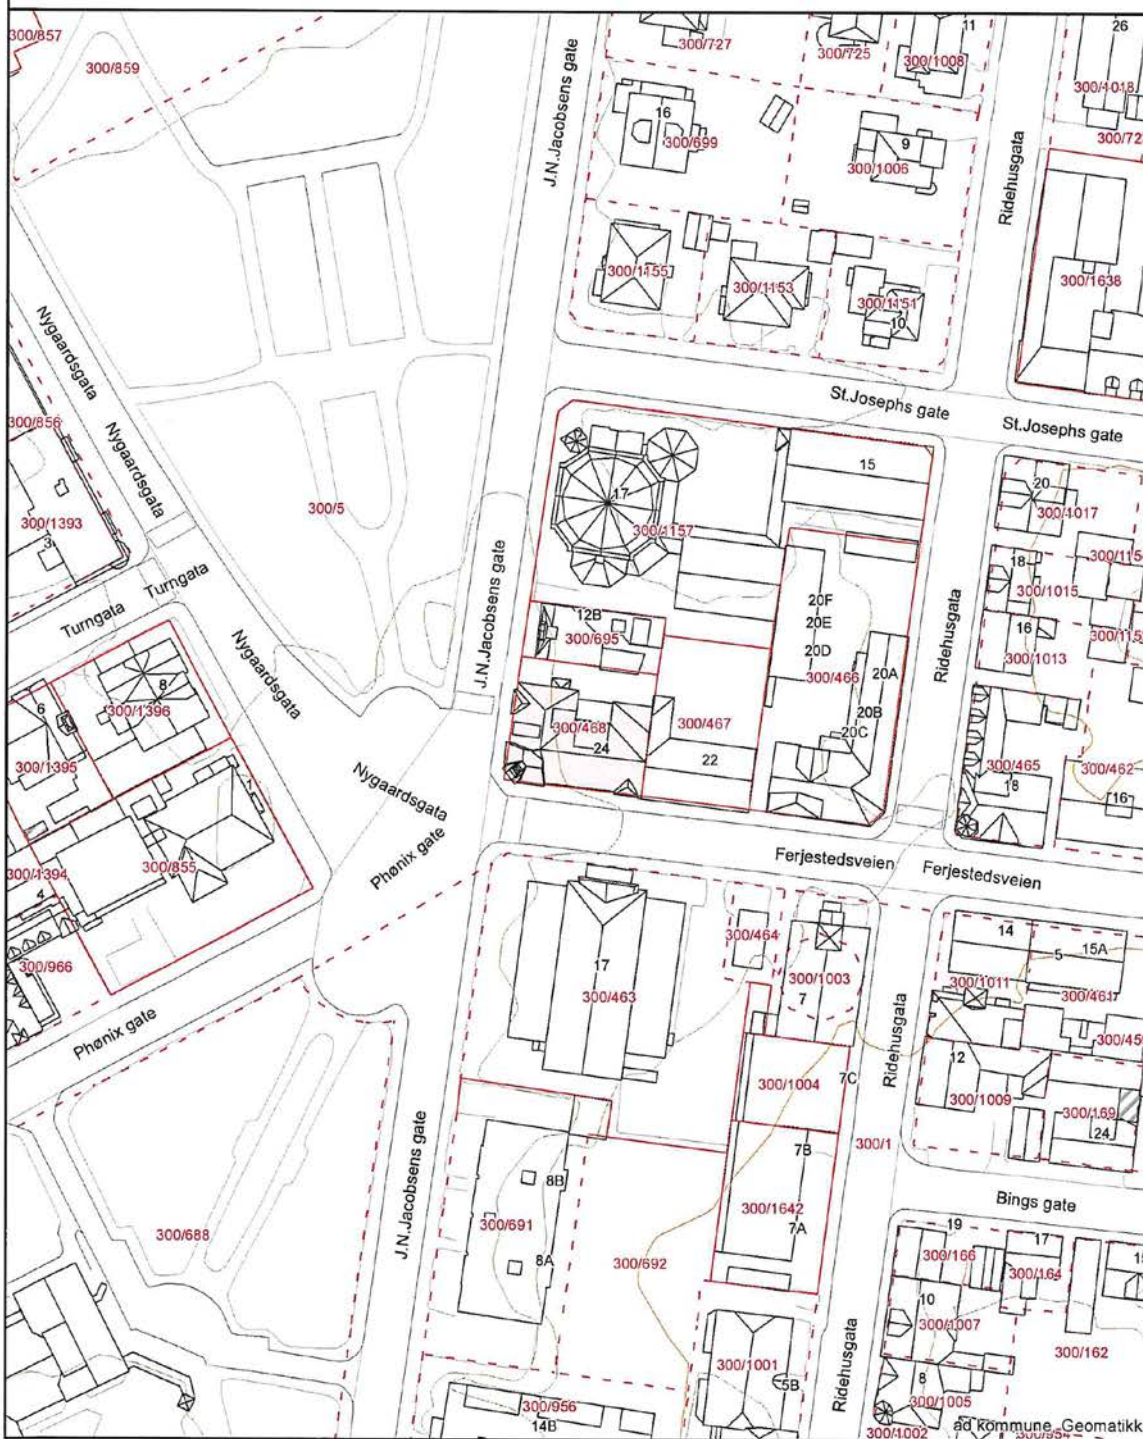 300/857
300/859
J.N.Jacobsens gate
300/727
300/725
11
300/1008
Ridehusgata
26
300/1018
16
300/699
9
300/1006
300/72
300/1155
300/1153
300/1151
10
300/1638
Nygaardsgata
Nygaardsgata
300/856
300/1393
3
300/5
St.Josephs gate
St.Josephs gate
15
17
300/1157
20
300/1017
300/115
18
300/1015
16
300/1013
300/115
Turngata
Turngata
Nygaardsgata
J.N.Jacobsens gate
12B
300/695
20F
20E
20D
300/466
20A
20B
20C
Ridehusgata
6
8
300/1396
300/1395
300/468
24
300/467
22
300/465
18
300/462
16
Nygaardsgata
Phønix gate
300/855
300/1394
4
300/966
Ferjestedsveien
Ferjestedsveien
17
300/463
300/464
300/1003
7
14
5
15A
300/1011
300/461
300/45
Ridehusgata
Phønix gate
300/1004
7C
12
300/1009
300/169
24
J.N.Jacobsens gate
7B
300/1
8B
300/691
8A
300/1642
7A
Bings gate
300/688
300/692
19
300/166
17
300/164
1
10
300/1007
300/162
Ridehusgata
300/1001
5B
8
300/1005
300/956
14B
300/1002
ad kommune, Geomatikk